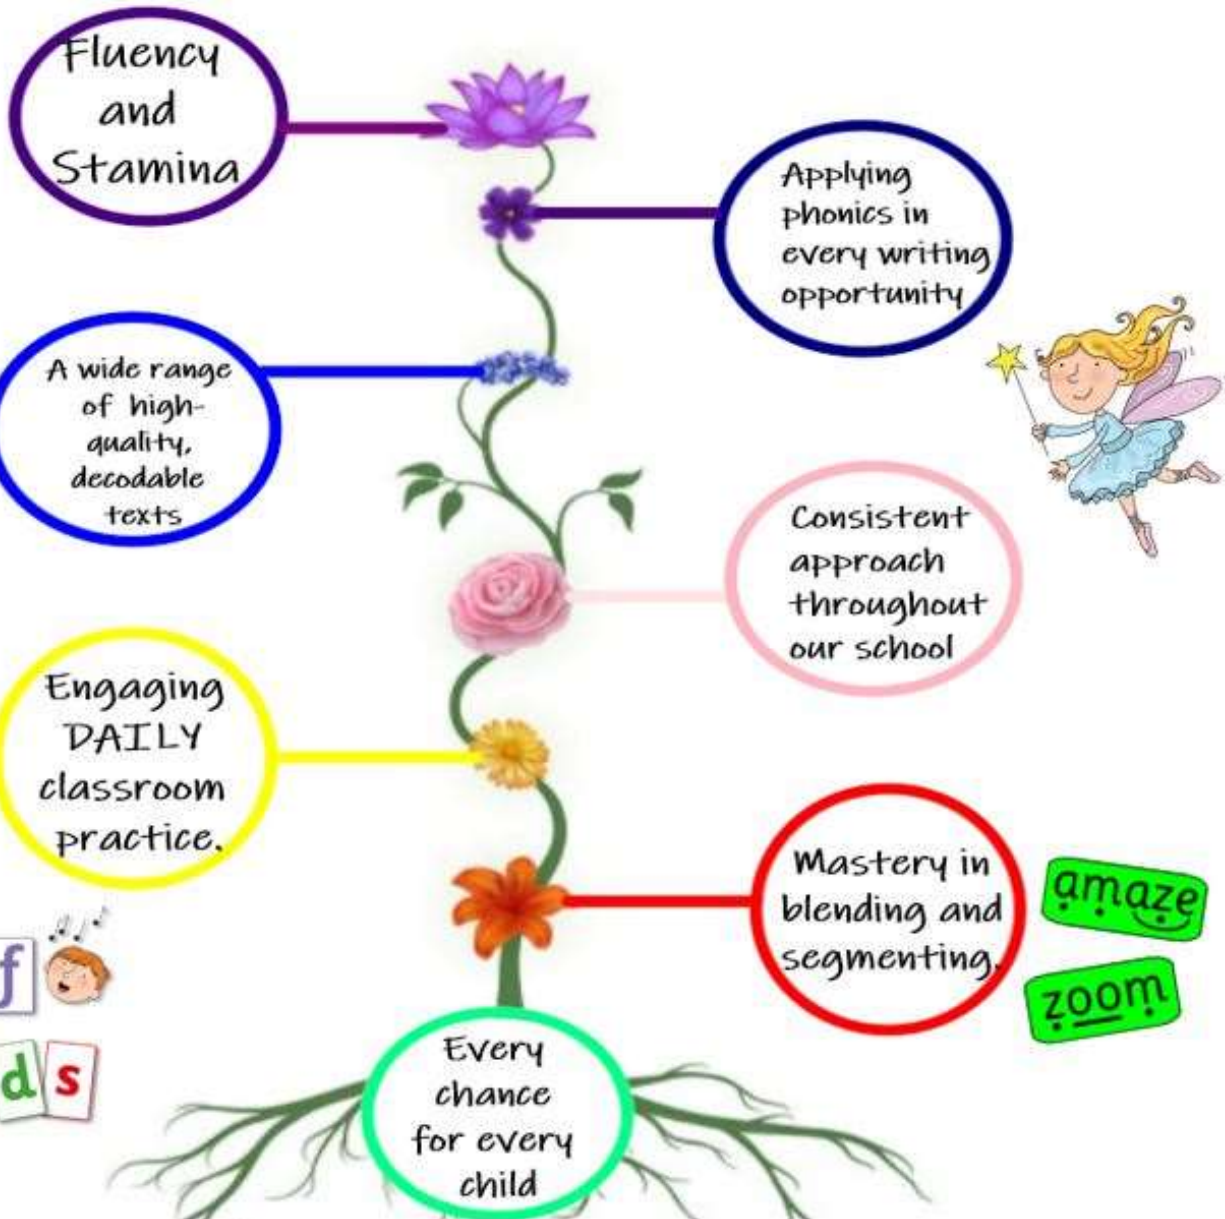 Fluency
and
Stamina
Applying
phonics in
every writing
opportunity
A wide range
of high-
quality,
decodable
texts
Consistent
approach
throughout
our school
Engaging
DAILY
classroom
practice.
Mastery in
blending and
segmenting.
amaze
zoom
f
d s
Every
chance
for every
child